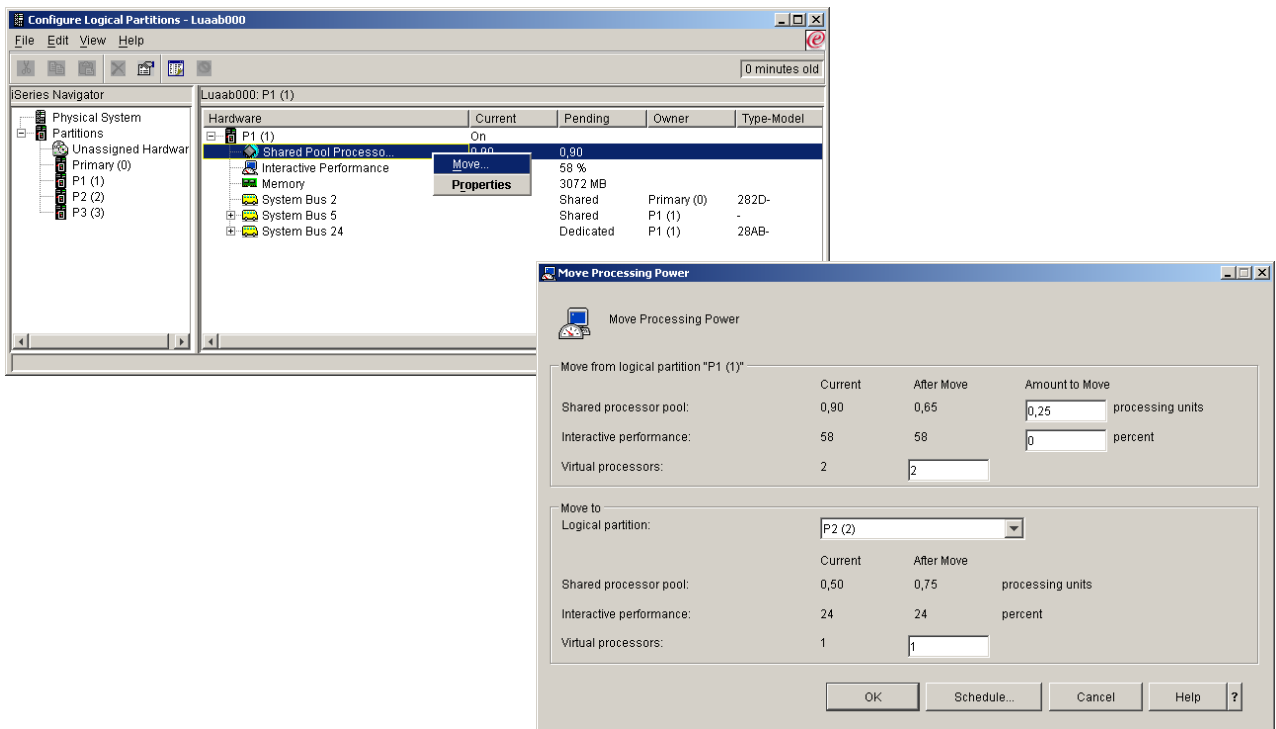 Configure Logical Partitions - Luaab000
File Edit View Help
0 minutes old
iSeries Navigator
Luaab000: P1 (1)
Physical System
Partitions
Unassigned Hardwar
Primary (0)
P1 (1)
P2 (2)
P3 (3)
Hardware Current Pending Owner Type-Model
P1 (1) On
Shared Pool Processo... 0,90 0,90
Interactive Performance 58 %
Memory 3072 MB
System Bus 2 Shared Primary (0) 282D-
System Bus 5 Shared P1 (1) -
System Bus 24 Dedicated P1 (1) 28AB-
Move...
Properties
Move Processing Power
Move Processing Power
Move from logical partition "P1 (1)"
Current After Move Amount to Move
Shared processor pool: 0,90 0,65 0,25 processing units
Interactive performance: 58 58 0 percent
Virtual processors: 2 2
Move to
Logical partition: P2 (2)
Current After Move
Shared processor pool: 0,50 0,75 processing units
Interactive performance: 24 24 percent
Virtual processors: 1 1
OK Schedule... Cancel Help ?